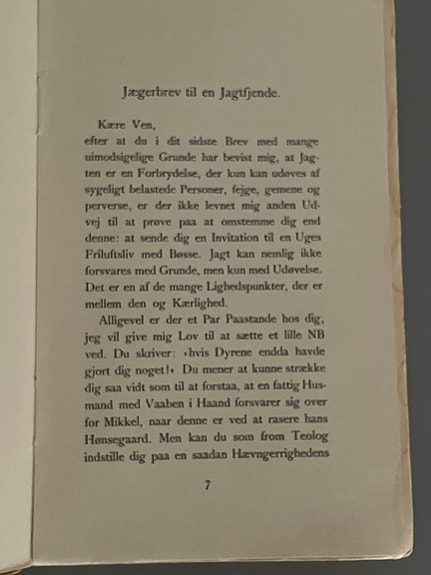 Jægerbrev til en Jagtfjende.
Kære Ven,
efter at du i dit sidste Brev med mange
uimodsigelige Grunde har bevist mig, at Jag-
ten er en Forbrydelse, der kun kan udøves af
sygeligt belastede Personer, fejge, gemene og
perverse, er der ikke levnet mig anden Ud-
vej til at prøve paa at omstemme dig end
denne: at sende dig en Invitation til en Uges
Friluftsliv med Bøsse. Jagt kan nemlig ikke
forsvares med Grunde, men kun med Udøvelse.
Det er en af de mange Lighedspunkter, der er
mellem den og Kærlighed.
Alligevel er der et Par Paastande hos dig,
jeg vil give mig Lov til at sætte et lille NB
ved. Du skriver: ›hvis Dyrene endda havde
gjort dig noget!‹ Du mener at kunne strække
dig saa vidt som til at forstaa, at en fattig Hus-
mand med Vaaben i Haand forsvarer sig over
for Mikkel, naar denne er ved at rasere hans
Hønsegaard. Men kan du som from Teolog
indstille dig paa en saadan Hævngerrighedens
7